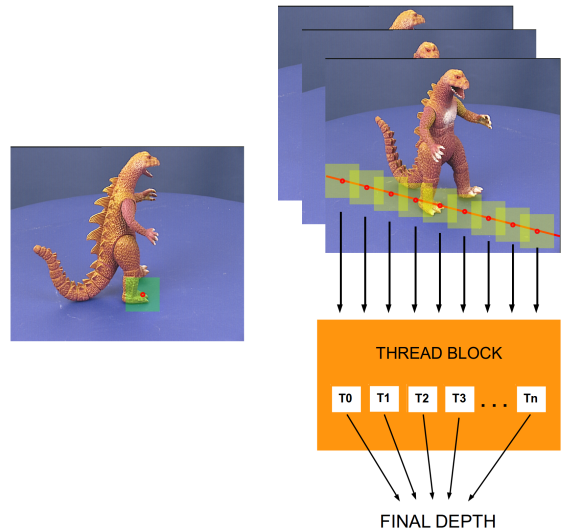 THREAD BLOCK
T0 T1 T2 T3 . . . Tn
FINAL DEPTH